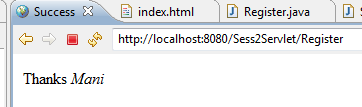 Success index.html Register.java
http://localhost:8080/Sess2Servlet/Register
Thanks Mani